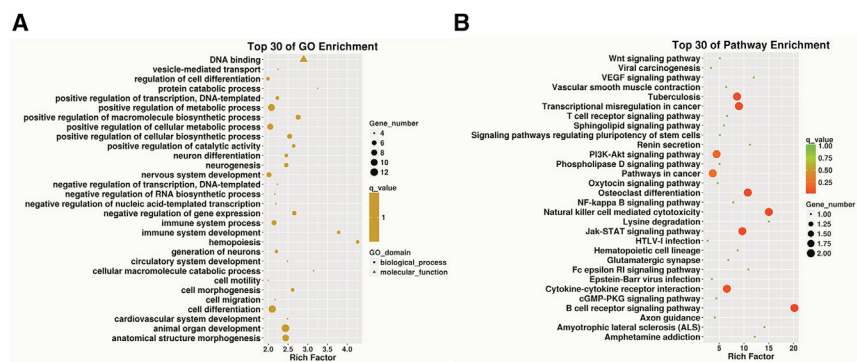 A
Top 30 of GO Enrichment
DNA binding
vesicle-mediated transport
regulation of cell differentiation
protein catabolic process
positive regulation of transcription, DNA-templated
positive regulation of metabolic process
positive regulation of macromolecule biosynthetic process
positive regulation of cellular metabolic process
positive regulation of cellular biosynthetic process
positive regulation of catalytic activity
neuron differentiation
neurogenesis
nervous system development
negative regulation of transcription, DNA-templated
negative regulation of RNA biosynthetic process
negative regulation of nucleic acid-templated transcription
negative regulation of gene expression
immune system process
immune system development
hemopoiesis
generation of neurons
circulatory system development
cellular macromolecule catabolic process
cell motility
cell morphogenesis
cell migration
cell differentiation
cardiovascular system development
animal organ development
anatomical structure morphogenesis
2.0 2.5 3.0 3.5 4.0
Rich Factor
Gene_number
4
6
8
10
12
q_value
1
GO_domain
biological_process
molecular_function
B
Top 30 of Pathway Enrichment
Wnt signaling pathway
Viral carcinogenesis
VEGF signaling pathway
Vascular smooth muscle contraction
Tuberculosis
Transcriptional misregulation in cancer
T cell receptor signaling pathway
Sphingolipid signaling pathway
Signaling pathways regulating pluripotency of stem cells
Renin secretion
PI3K-Akt signaling pathway
Phospholipase D signaling pathway
Pathways in cancer
Oxytocin signaling pathway
Osteoclast differentiation
NF-kappa B signaling pathway
Natural killer cell mediated cytotoxicity
Lysine degradation
Jak-STAT signaling pathway
HTLV-I infection
Hematopoietic cell lineage
Glutamatergic synapse
Fc epsilon RI signaling pathway
Epstein-Barr virus infection
Cytokine-cytokine receptor interaction
cGMP-PKG signaling pathway
B cell receptor signaling pathway
Axon guidance
Amyotrophic lateral sclerosis (ALS)
Amphetamine addiction
5 10 15 20
Rich Factor
q_value
1.00
0.75
0.50
0.25
0.00
Gene_number
1.00
1.25
1.50
1.75
2.00